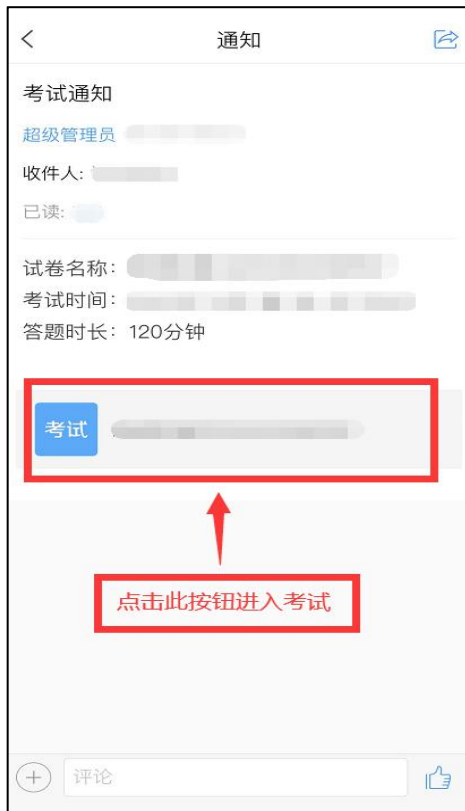 通知
考试通知
超级管理员
收件人:
已读:
试卷名称：
考试时间：
答题时长：120分钟
考试
点击此按钮进入考试
评论